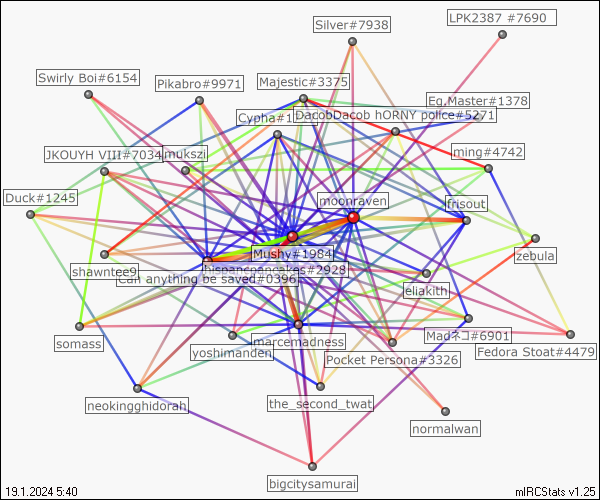 Silver#7938
LPK2387 #7690
Swirly Boi#6154
Pikabro#9971
Majestic#3375
Eg.Master#1378
Cypha#1
DacobDacob hORNY police#5271
JKOUYH VIII#7034
mukszi
ming#4742
Duck#1245
moonraven
frisout
Mushy#1984
zebula
shawntee9
hispancpancakes#2928
Can anything be saved#0396
eliakith
somass
yoshimanden
marcemadness
Pocket Persona#3326
Madネコ#6901
Fedora Stoat#4479
neokingghidorah
the_second_twat
normalwan
bigcitysamurai
19.1.2024 5:40
mIRCStats v1.25